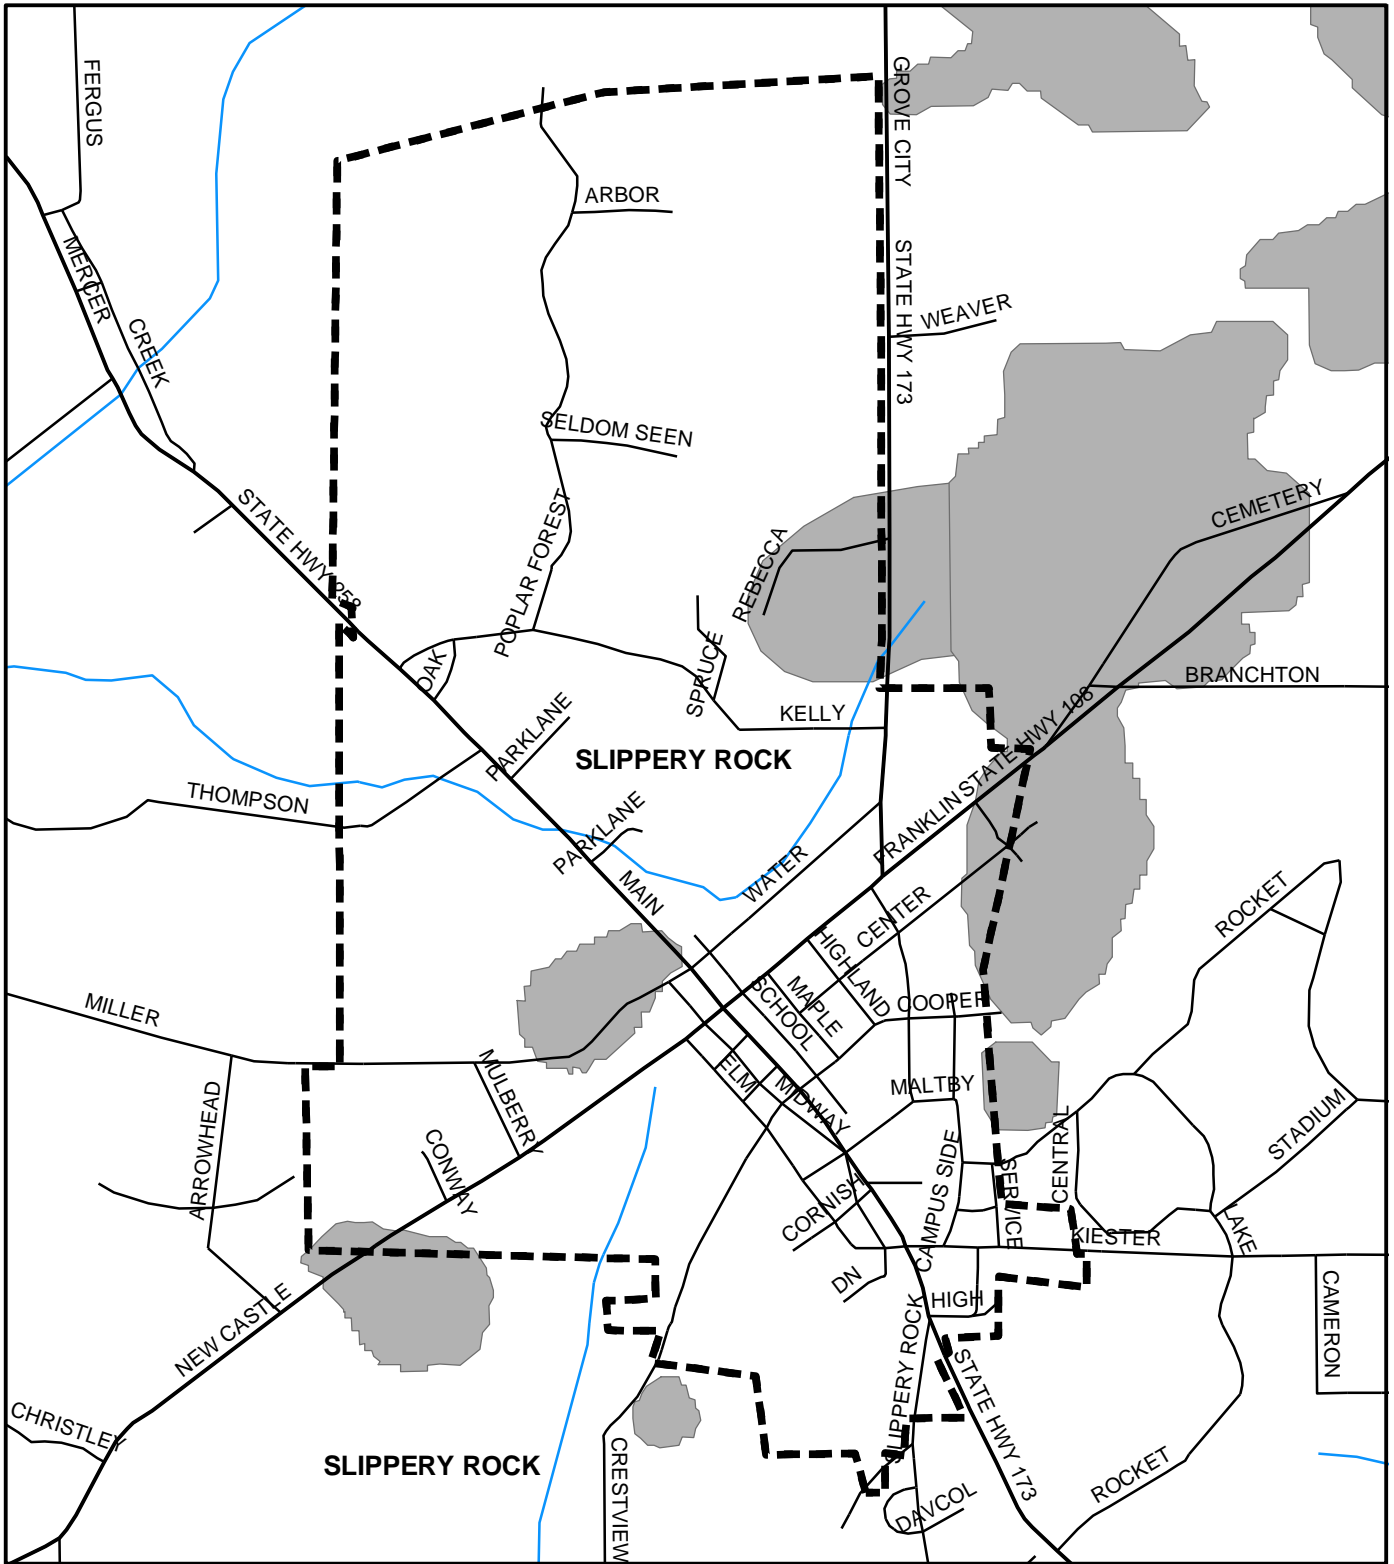 FERGUS
GROVE CITY
ARBOR
MERCER
STATE HWY 173
CREEK
WEAVER
SELDOM SEEN
STATE HWY 258
POPLAR FOREST
CEMETERY
REBECCA
OAK
SPRUCE
BRANCHTON
KELLY
PARKLANE
SLIPPERY ROCK
THOMPSON
FRANKLIN
STATE HWY 108
PARKLANE
MAIN
WATER
CENTER
ROCKET
HIGHLAND
MILLER
SCHOOL
MAPLE
COOPER
ELM
MIDWAY
MALTBY
MULBERRY
ARROWHEAD
CONWAY
CORNISH
CAMPUS SIDE
SERVICE
CENTRAL
STADIUM
LAKE
KIESTER
DN
HIGH
CAMERON
NEW CASTLE
SLIPPERY ROCK
STATE HWY 173
CHRISTLEY
SLIPPERY ROCK
CRESTVIEW
DAVCOL
ROCKET